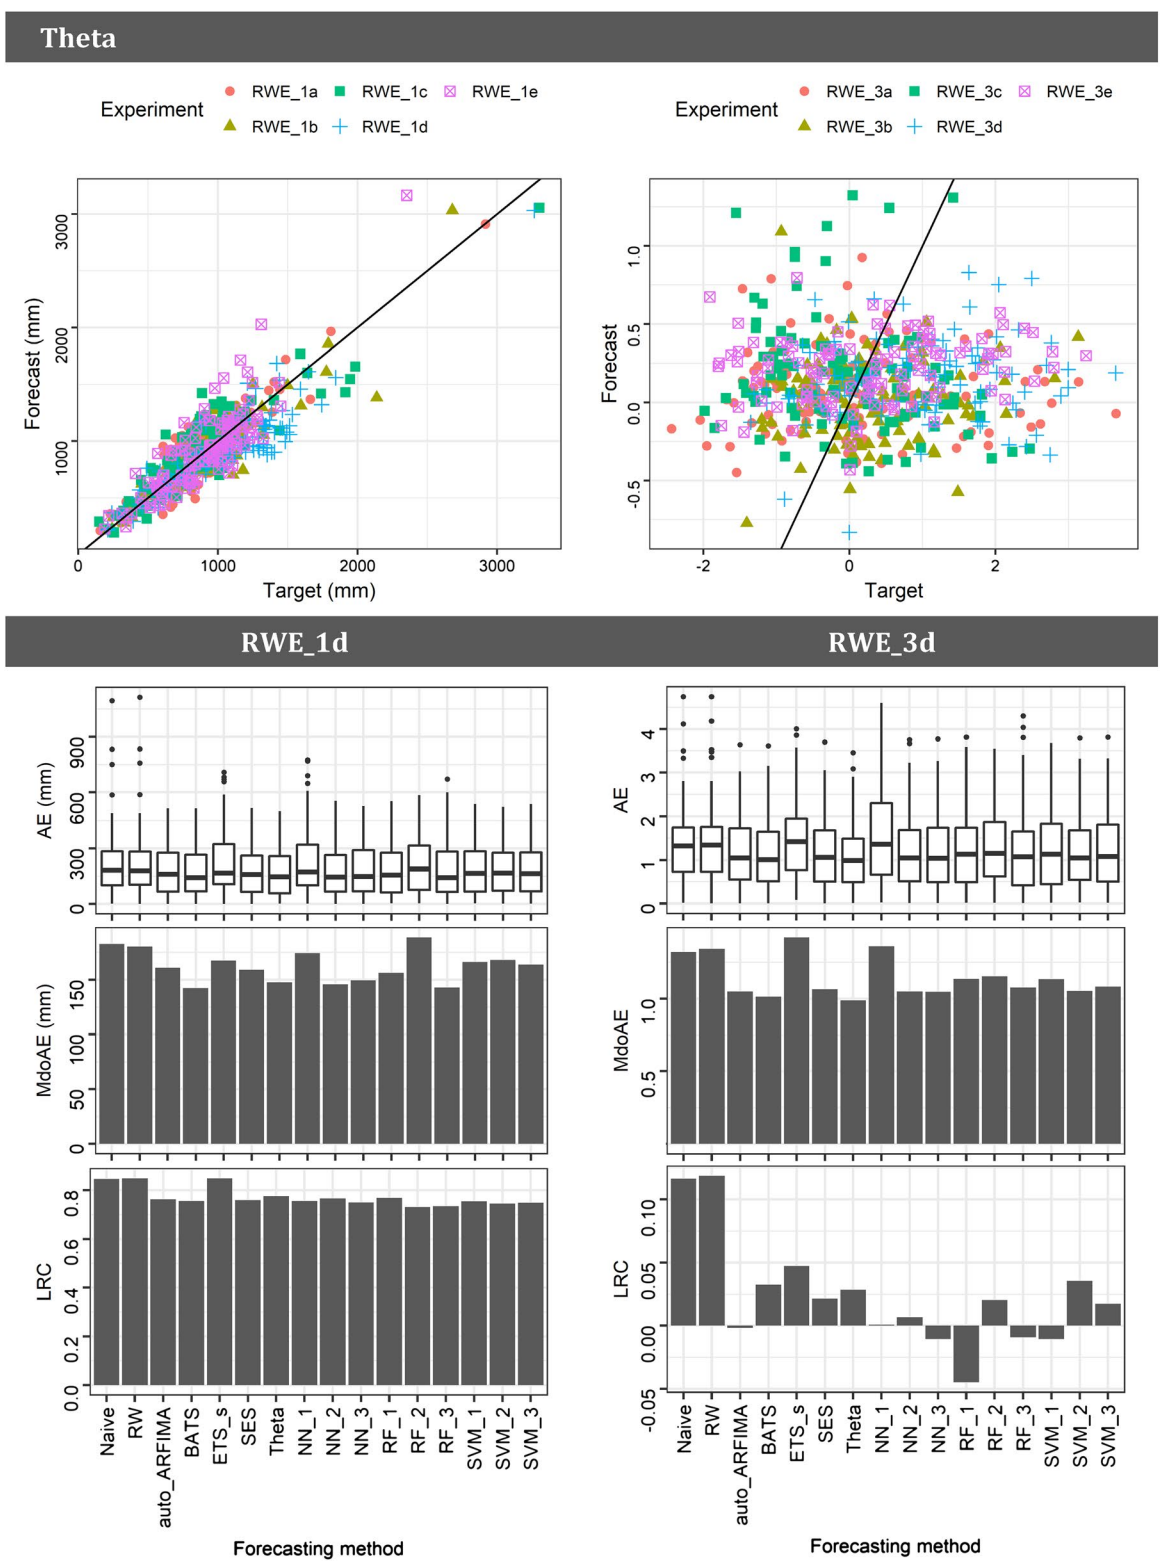 Theta
Experiment
RWE_1a
RWE_1c
RWE_1e
RWE_1b
RWE_1d
Experiment
RWE_3a
RWE_3c
RWE_3e
RWE_3b
RWE_3d
Forecast (mm)
3000
2000
1000
0
1000
2000
3000
Target (mm)
Forecast
1.0
0.5
0.0
-0.5
-2
0
2
Target
RWE_1d
RWE_3d
AE (mm)
900
600
300
0
MdoAE (mm)
150
100
50
0
LRC
0.8
0.6
0.4
0.2
0.0
Naive
RW
auto_ARFIMA
BATS
ETS_s
SES
Theta
NN_1
NN_2
NN_3
RF_1
RF_2
RF_3
SVM_1
SVM_2
SVM_3
Forecasting method
AE
4
3
2
1
0
MdoAE
1.0
0.5
LRC
0.10
0.05
0.00
-0.05
Naive
RW
auto_ARFIMA
BATS
ETS_s
SES
Theta
NN_1
NN_2
NN_3
RF_1
RF_2
RF_3
SVM_1
SVM_2
SVM_3
Forecasting method